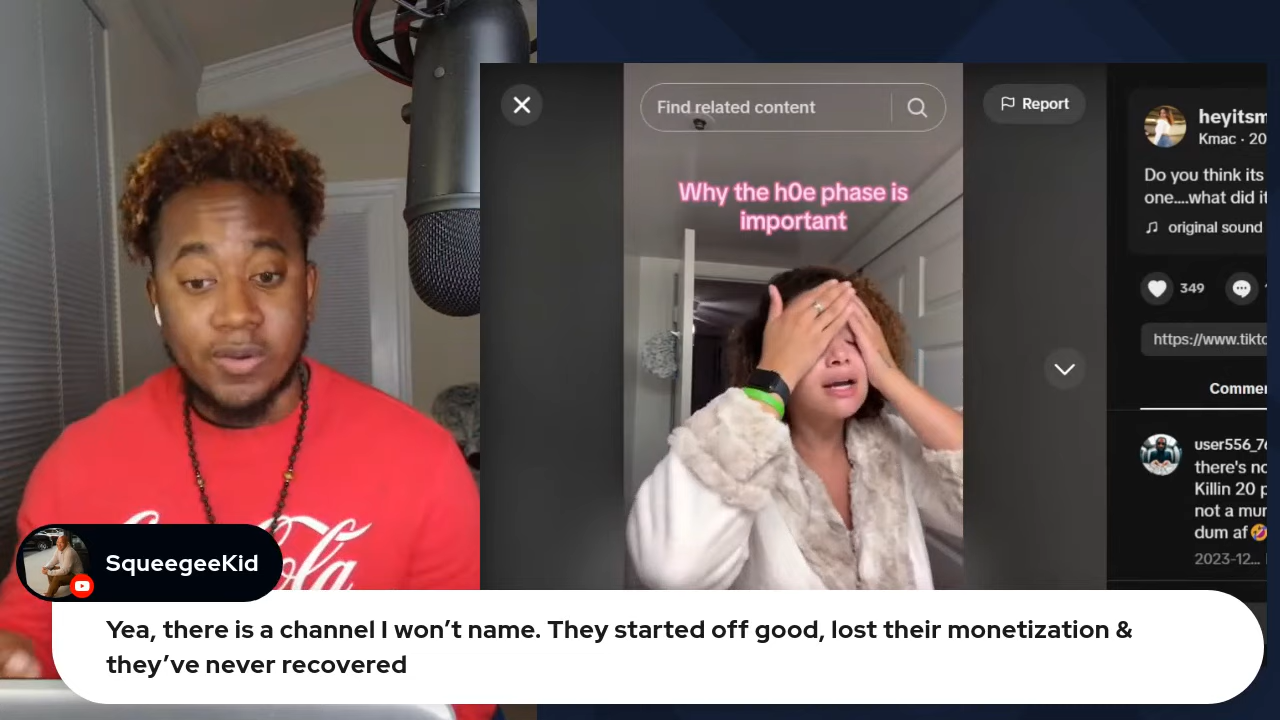 Find related content
Report
Why the h0e phase is
important
heyitsm
Kmac · 20
Do you think its
one....what did it
original sound
349
https://www.tikto
Commer
user556_76
there's no
Killin 20 p
not a mur
dum af🤣
2023-12...
SqueegeeKid
Yea, there is a channel I won't name. They started off good, lost their monetization &
they've never recovered